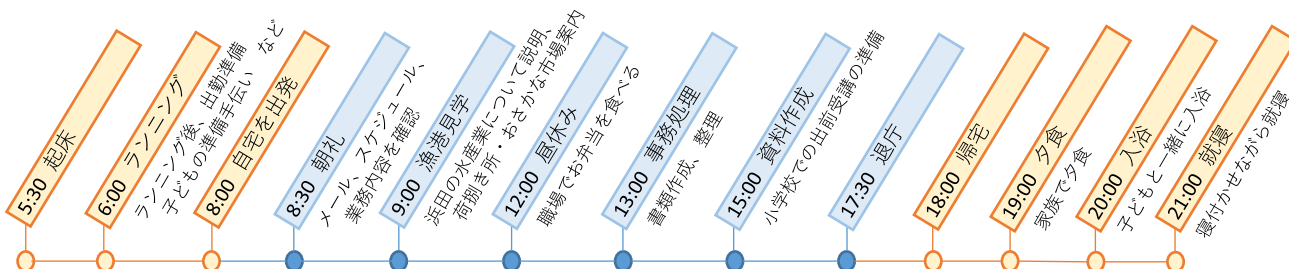 5:30 起床
6:00 ランニング
ランニング後、出勤準備
子どもの準備手伝い など
8:00 自宅を出発
8:30 朝礼
メール、スケジュール、
業務内容を確認
9:00 漁港見学
浜田の水産業について説明、
荷捌き所・おさかな市場案内
12:00 昼休み
職場でお弁当を食べる
13:00 事務処理
書類作成、整理
15:00 資料作成
小学校での出前受講の準備
17:30 退庁
18:00 帰宅
19:00 夕食
家族で夕食
20:00 入浴
子どもと一緒に入浴
21:00 就寝
寝付かせながら就寝